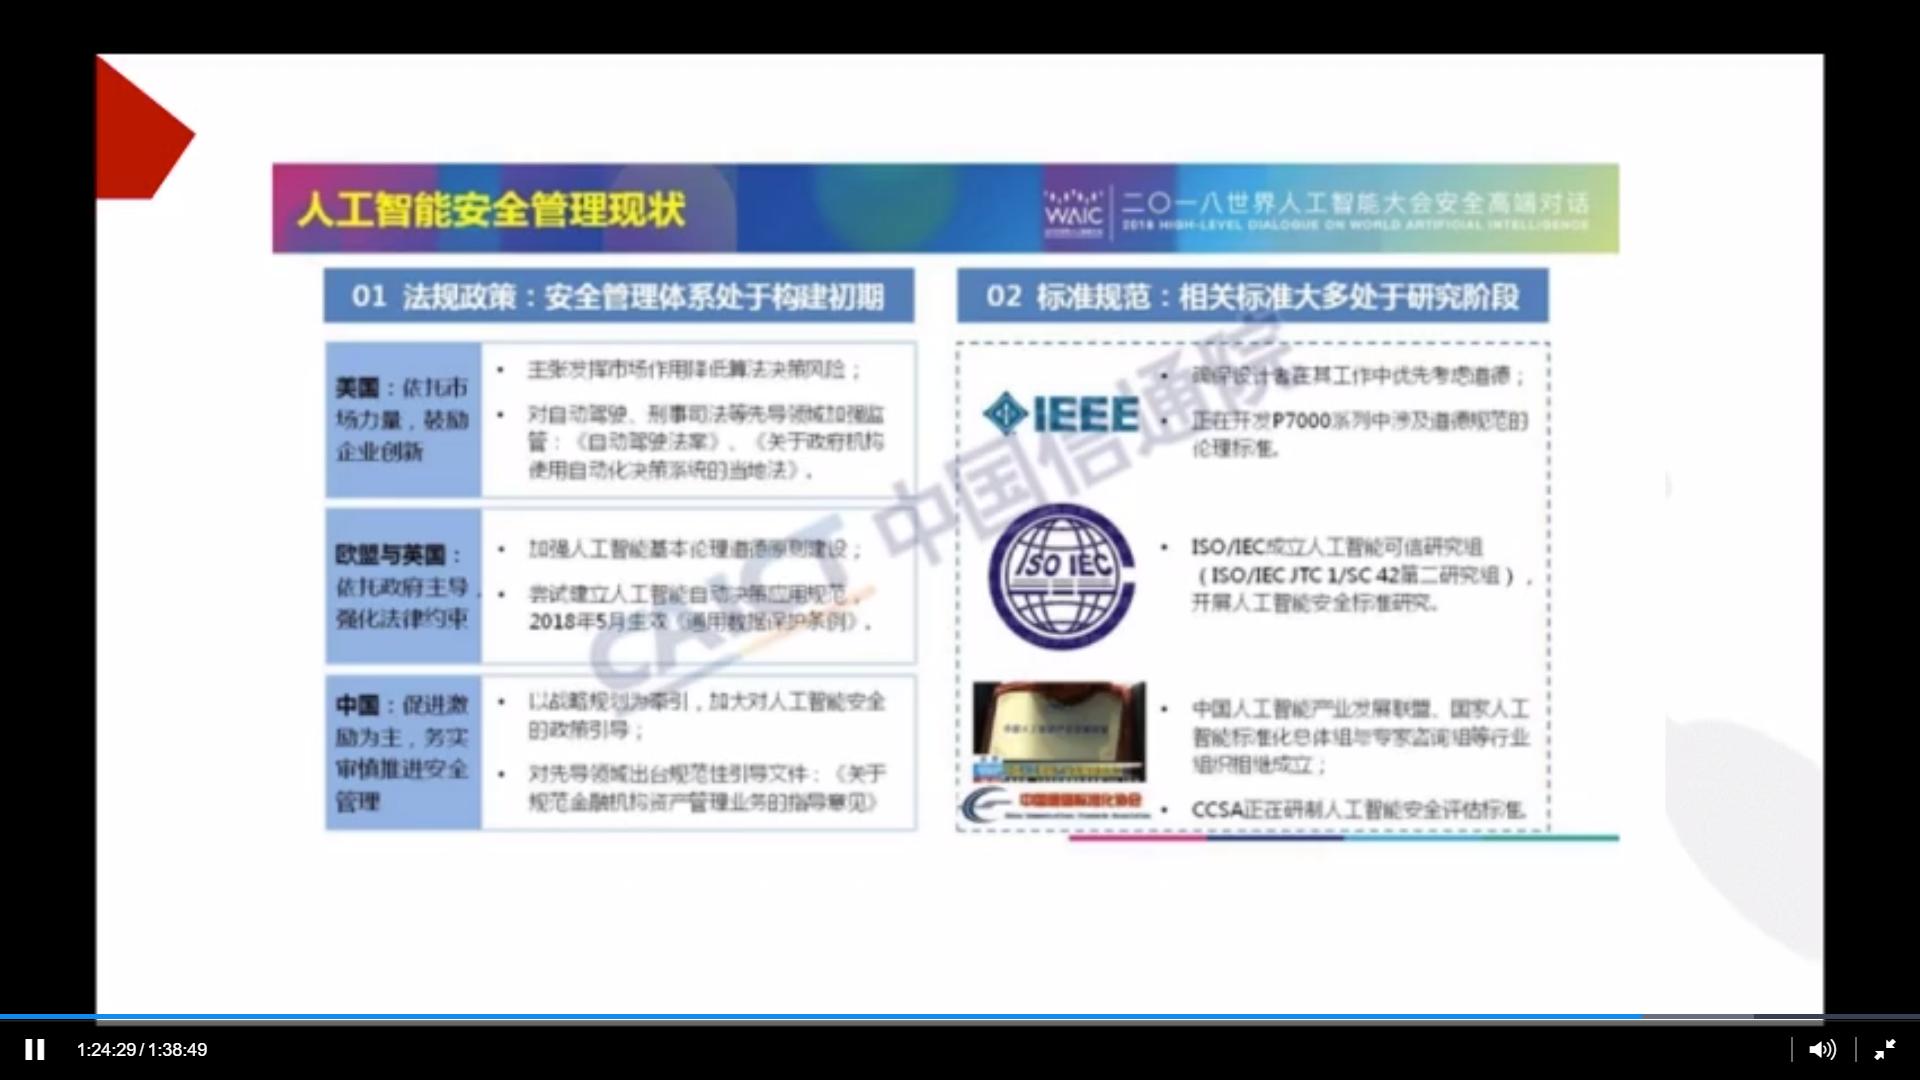 人工智能安全管理现状
WAIC
二〇一八世界人工智能大会安全高端对话
2018 HIGH-LEVEL DIALOGUE ON WORLD ARTIFICIAL INTELLIGENCE
01 法规政策：安全管理体系处于构建初期
美国：依托市
场力量，鼓励
企业创新
• 主张发挥市场作用降低算法决策风险；
• 对自动驾驶、刑事司法等先导领域加强监
管：《自动驾驶法案》、《关于政府机构
使用自动化决策系统的当地法》。
欧盟与英国：
依托政府主导，
强化法律约束
• 加强人工智能基本伦理道德原则建设；
• 尝试建立人工智能自动决策应用规范，
2018年5月生效《通用数据保护条例》。
中国：促进激
励为主，务实
审慎推进安全
管理
• 以战略规划为牵引，加大对人工智能安全
的政策引导；
• 对先导领域出台规范性引导文件：《关于
规范金融机构资产管理业务的指导意见》
02 标准规范：相关标准大多处于研究阶段
IEEE
• 确保设计者在其工作中优先考虑道德；
• 正在开发P7000系列中涉及道德规范的
伦理标准。
ISO IEC
• ISO/IEC成立人工智能可信研究组
（ISO/IEC JTC 1/SC 42第二研究组），
开展人工智能安全标准研究。
• 中国人工智能产业发展联盟、国家人工
智能标准化总体组与专家咨询组等行业
组织相继成立；
中国通信标准化协会
• CCSA正在研制人工智能安全评估标准。
CAICT 中国信通院
1:24:29/1:38:49